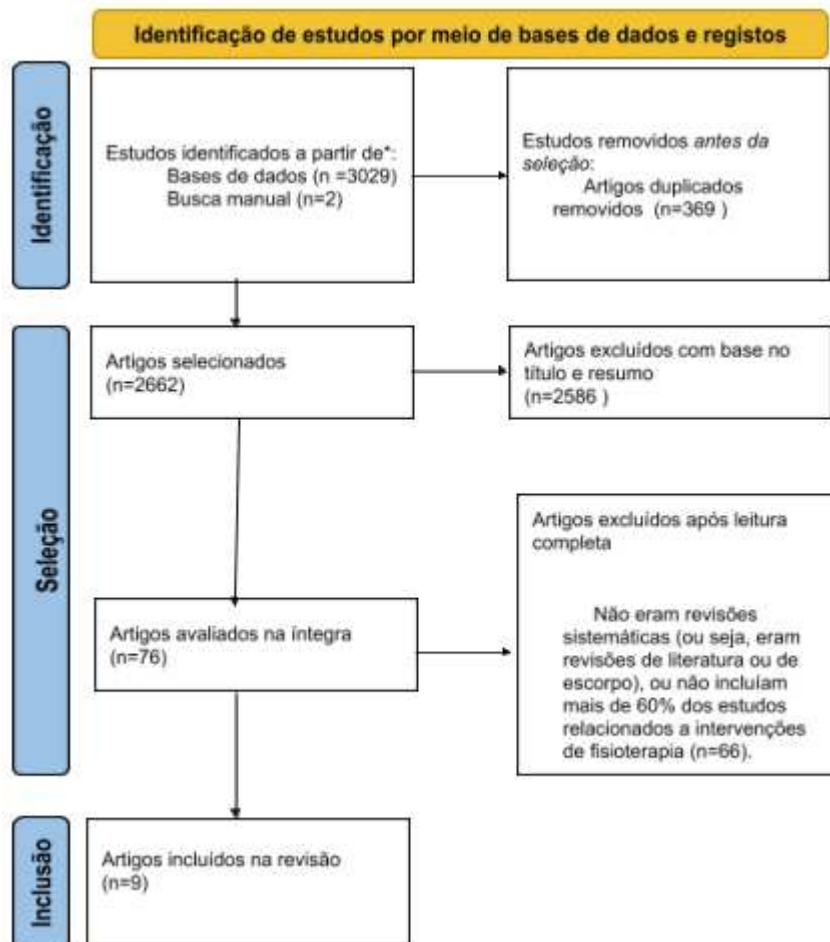 Identificação de estudos por meio de bases de dados e registos
Identificação
Estudos identificados a partir de*:
Bases de dados (n =3029)
Busca manual (n=2)
Estudos removidos antes da
seleção:
Artigos duplicados
removidos (n=369 )
Seleção
Artigos selecionados
(n=2662)
Artigos excluídos com base no
título e resumo
(n=2586 )
Artigos avaliados na íntegra
(n=76)
Artigos excluídos após leitura
completa
Não eram revisões
sistemáticas (ou seja, eram
revisões de literatura ou de
escorpo), ou não incluíam
mais de 60% dos estudos
relacionados a intervenções
de fisioterapia (n=66).
Inclusão
Artigos incluídos na revisão
(n=9)